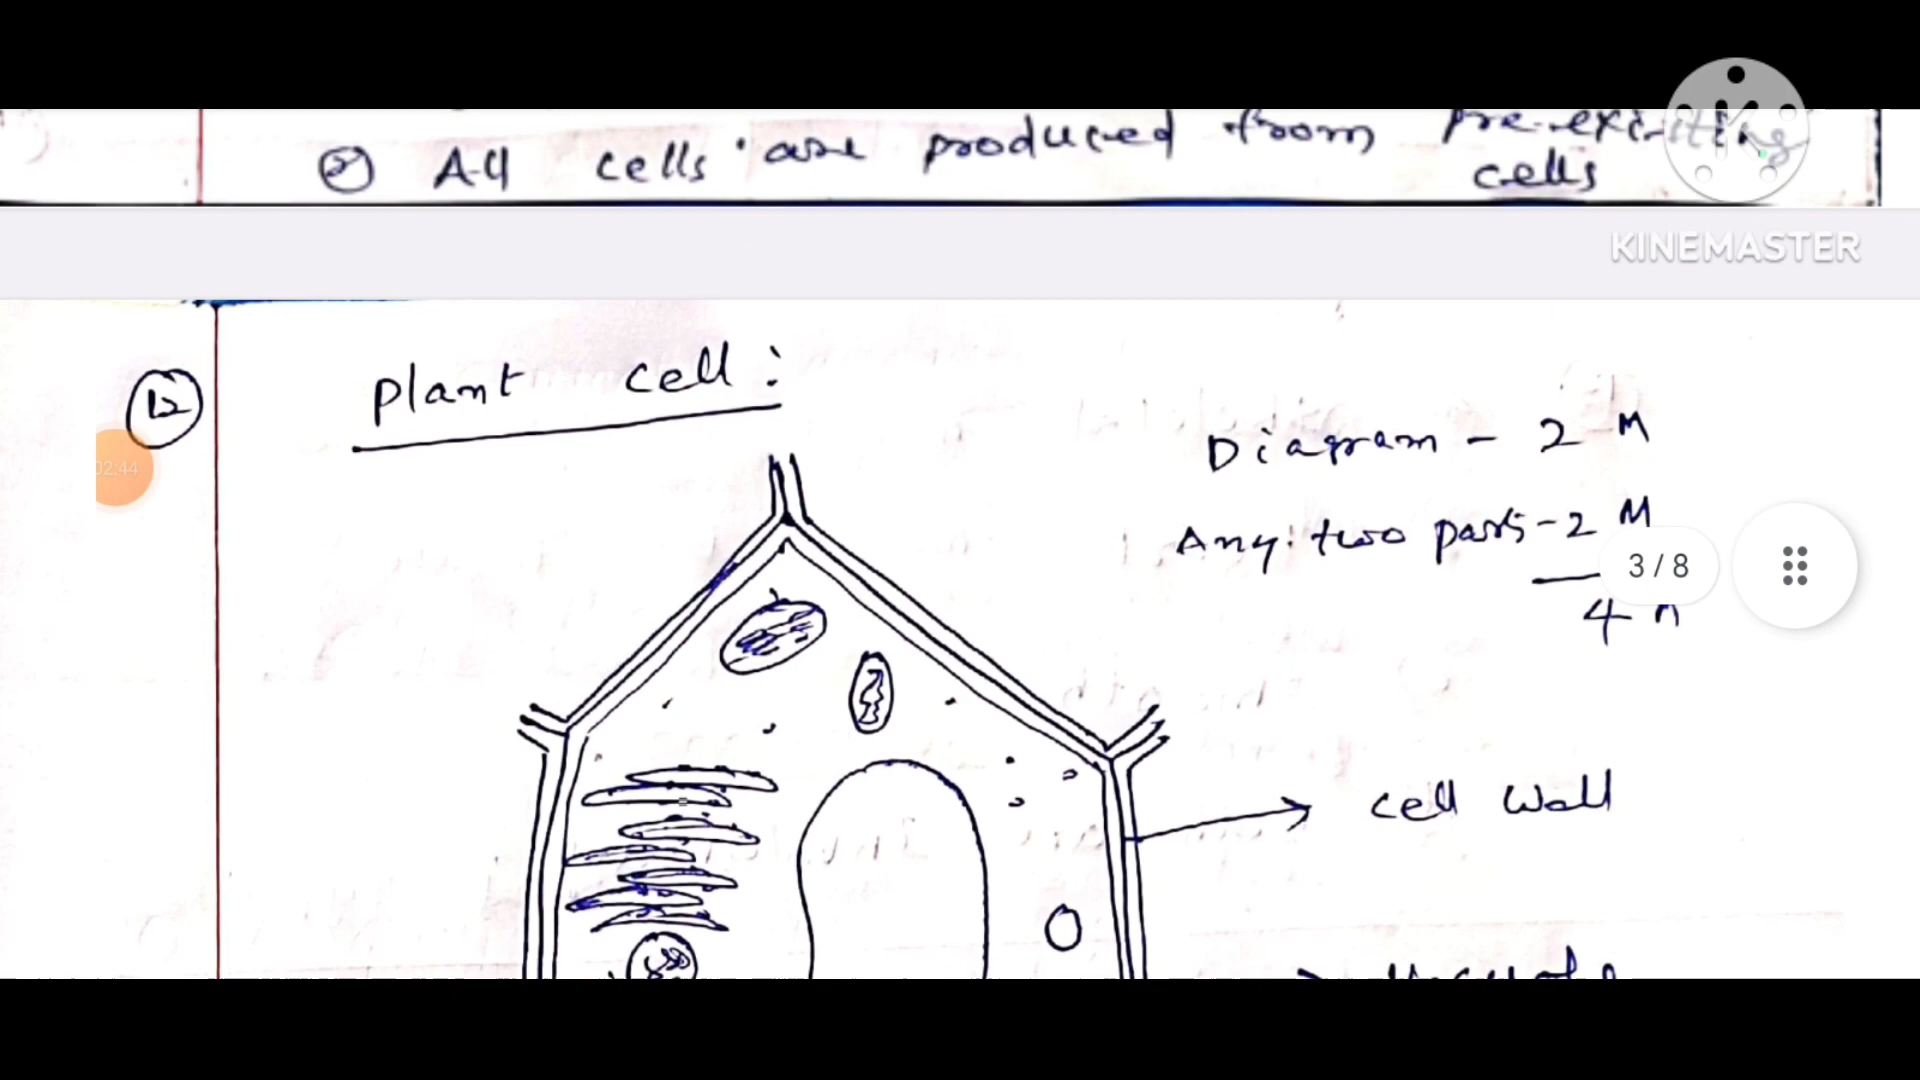 ② All cells are produced from pre-existing
cells
KINEMASTER
⑫ plant cell:
02:44
Diagram - 2 M
Any two parts - 2 M
3 / 8
4 M
cell wall